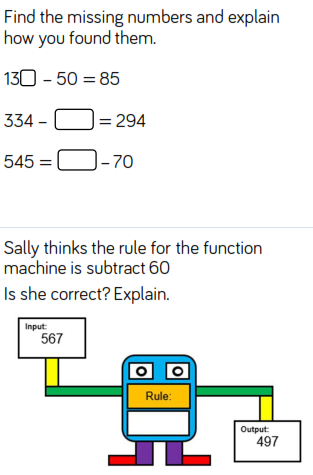 Find the missing numbers and explain
how you found them.
13□ - 50 = 85
334 - □ = 294
545 = □ - 70
Sally thinks the rule for the function
machine is subtract 60
Is she correct? Explain.
Input:
567
Rule:
Output:
497